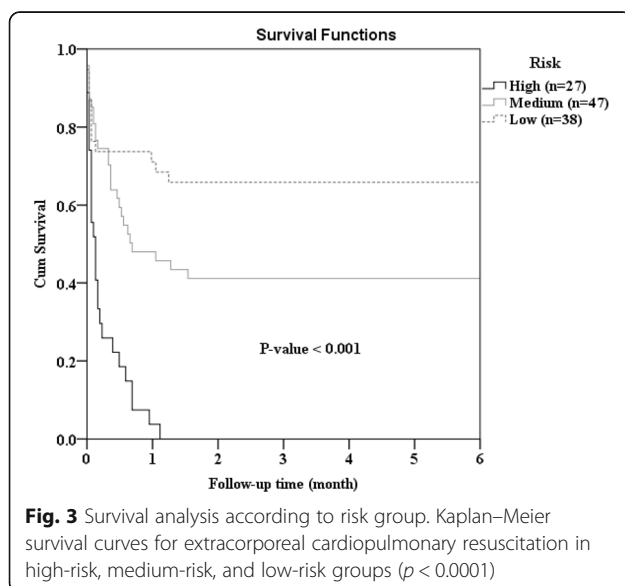 Survival Functions
1.0
0.8
0.6
0.4
0.2
0.0
Cum Survival
Risk
High (n=27)
Medium (n=47)
Low (n=38)
P-value < 0.001
0 1 2 3 4 5 6
Follow-up time (month)
Fig. 3 Survival analysis according to risk group. Kaplan–Meier
survival curves for extracorporeal cardiopulmonary resuscitation in
high-risk, medium-risk, and low-risk groups (p < 0.0001)